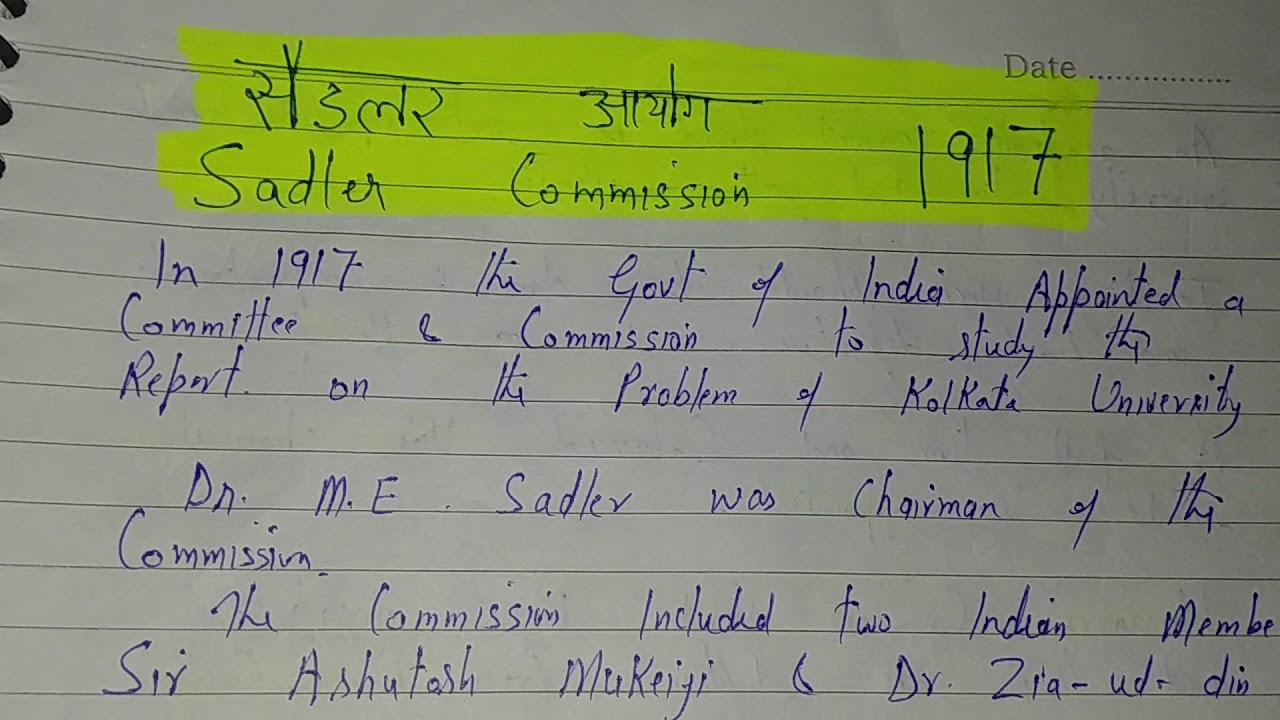 Date ................
सैडलर आयोग
Sadler Commission 1917
In 1917 the Govt of India Appointed a
Committee & Commission to study the
Report. on the Problem of Kolkata University
Dr. M.E. Sadler was Chairman of the
Commission.
The Commission Included two Indian Membe
Sir Ashutosh Mukerji & Dr. Zia-ud-din